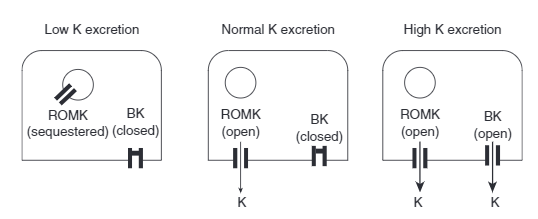 Low K excretion
ROMK
(sequestered)
BK
(closed)
Normal K excretion
ROMK
(open)
BK
(closed)
K
High K excretion
ROMK
(open)
BK
(open)
K
K